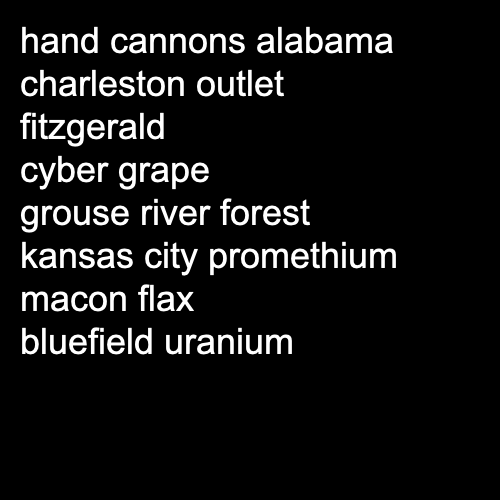 hand cannons alabama
charleston outlet
fitzgerald
cyber grape
grouse river forest
kansas city promethium
macon flax
bluefield uranium